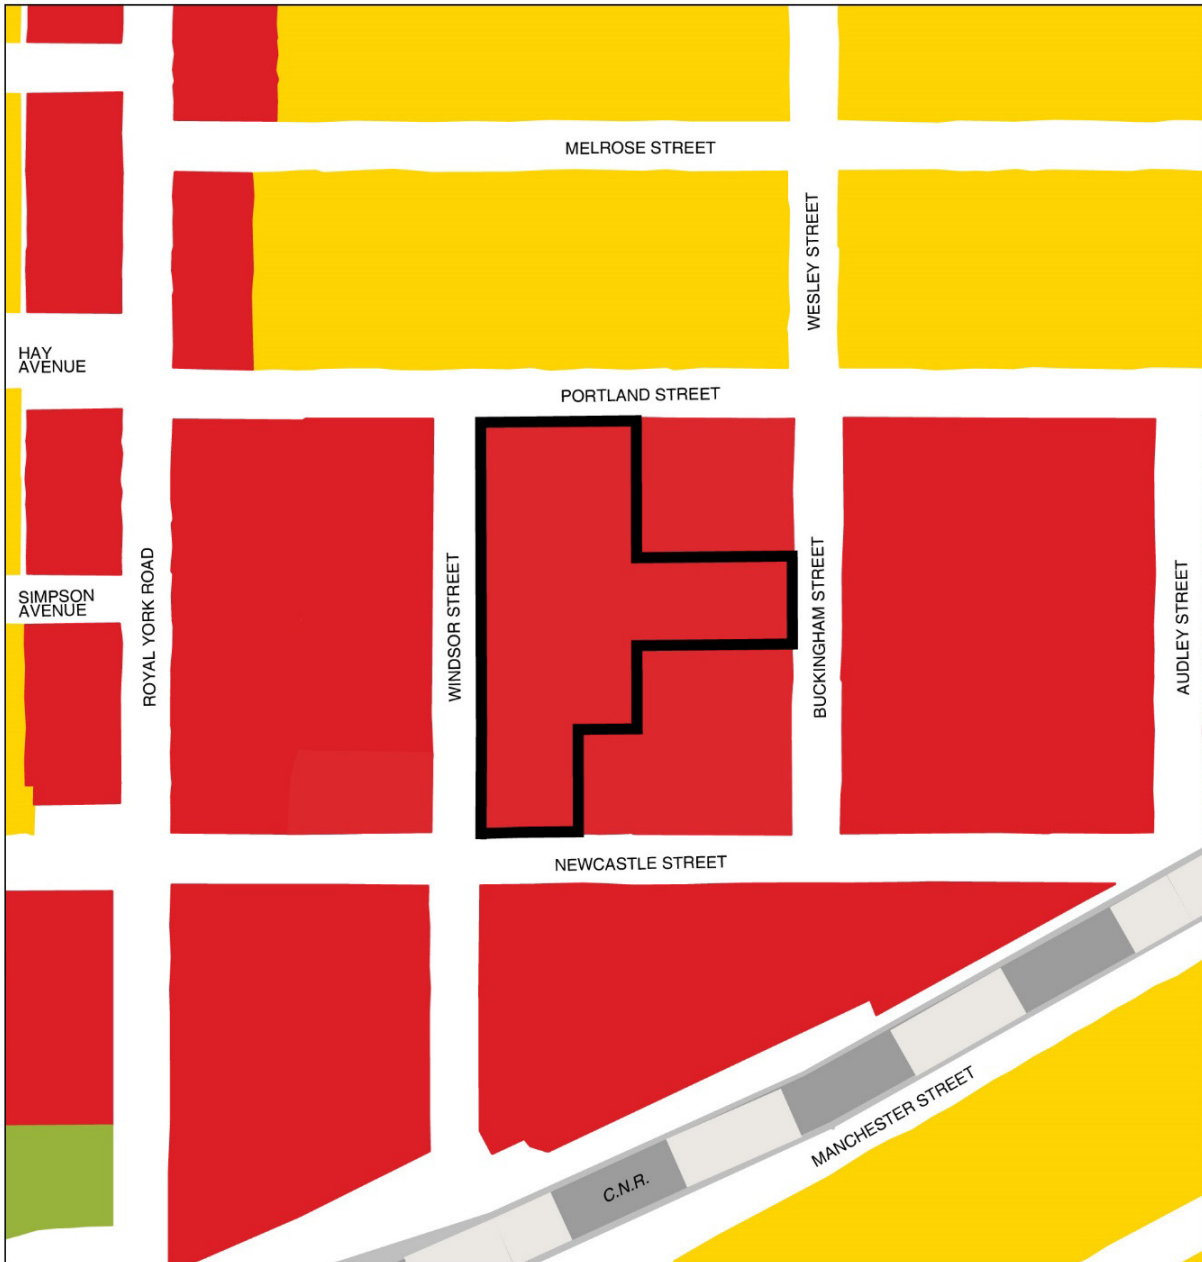 MELROSE STREET
WESLEY STREET
HAY
AVENUE
PORTLAND STREET
SIMPSON
AVENUE
ROYAL YORK ROAD
WINDSOR STREET
BUCKINGHAM STREET
AUDLEY STREET
NEWCASTLE STREET
MANCHESTER STREET
C.N.R.